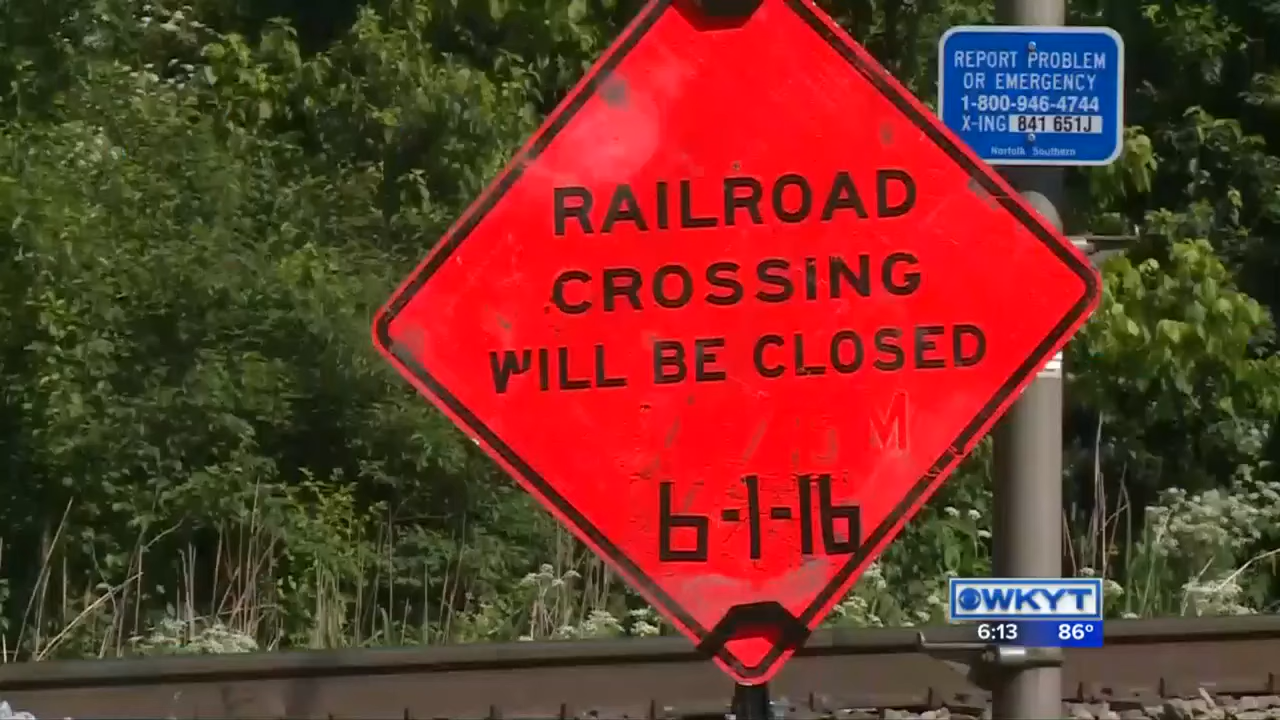 REPORT PROBLEM
OR EMERGENCY
1-800-946-4744
X-ING 841 651J
Norfolk Southern
RAILROAD
CROSSING
WILL BE CLOSED
M
6-1-16
WKYT
6:13 86°